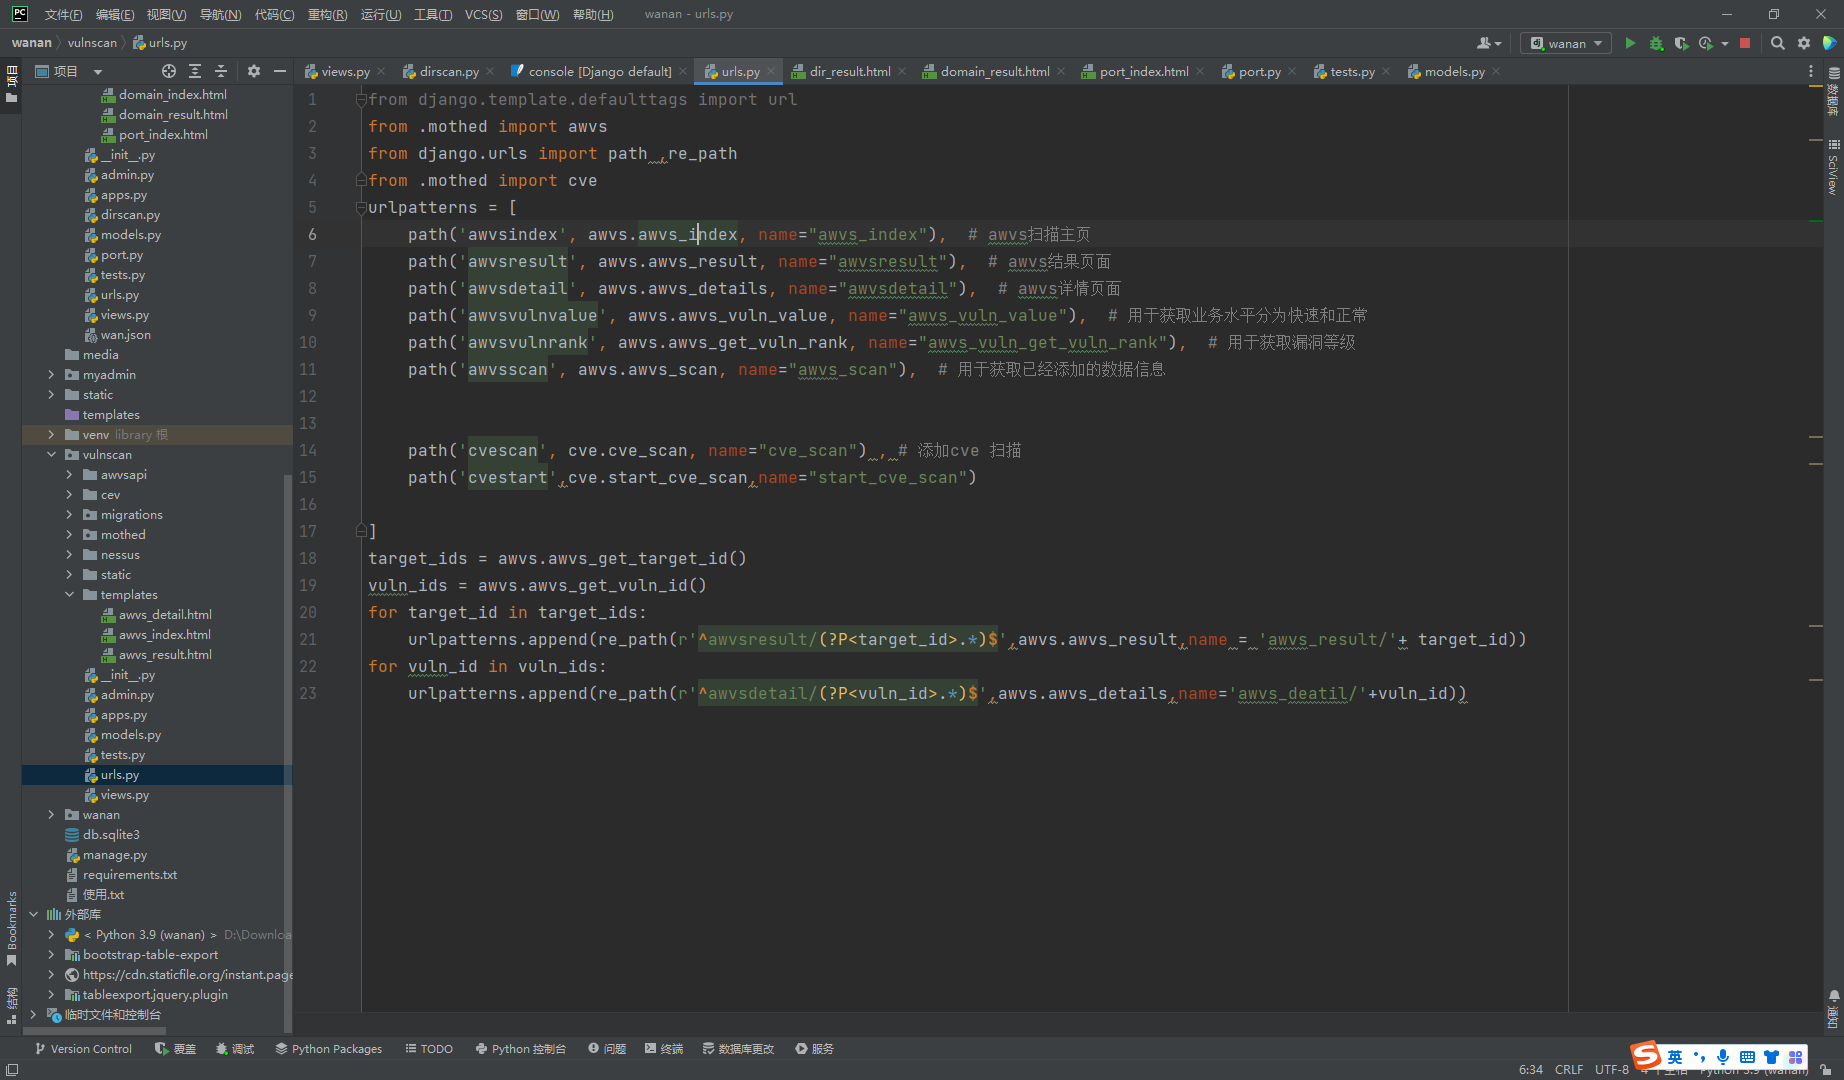 文件(F) 编辑(E) 视图(V) 导航(N) 代码(C) 重构(R) 运行(U) 工具(T) VCS(S) 窗口(W) 帮助(H) wanan - urls.py
wanan vulnscan urls.py wanan
项目 views.py dirscan.py console [Django default] urls.py dir_result.html domain_result.html port_index.html port.py tests.py models.py
项目
domain_index.html
domain_result.html
port_index.html
__init__.py
admin.py
apps.py
dirscan.py
models.py
port.py
tests.py
urls.py
views.py
wan.json
media
myadmin
static
templates
venv library 根
vulnscan
awvsapi
cev
migrations
mothed
nessus
static
templates
awvs_detail.html
awvs_index.html
awvs_result.html
__init__.py
admin.py
apps.py
models.py
tests.py
urls.py
views.py
wanan
db.sqlite3
manage.py
requirements.txt
使用.txt
外部库
< Python 3.9 (wanan) > D:\Downloa
bootstrap-table-export
https://cdn.staticfile.org/instant.page
tableexport.jquery.plugin
临时文件和控制台
Bookmarks
结构
1 from django.template.defaulttags import url
2 from .mothed import awvs
3 from django.urls import path ,re_path
4 from .mothed import cve
5 urlpatterns = [
6 path('awvsindex', awvs.awvs_index, name="awvs_index"), # awvs扫描主页
7 path('awvsresult', awvs.awvs_result, name="awvsresult"), # awvs结果页面
8 path('awvsdetail', awvs.awvs_details, name="awvsdetail"), # awvs详情页面
9 path('awvsvulnvalue', awvs.awvs_vuln_value, name="awvs_vuln_value"), # 用于获取业务水平分为快速和正常
10 path('awvsvulnrank', awvs.awvs_get_vuln_rank, name="awvs_vuln_get_vuln_rank"), # 用于获取漏洞等级
11 path('awvsscan', awvs.awvs_scan, name="awvs_scan"), # 用于获取已经添加的数据信息
12
13
14 path('cvescan', cve.cve_scan, name="cve_scan") , # 添加cve 扫描
15 path('cvestart',cve.start_cve_scan,name="start_cve_scan")
16
17 ]
18 target_ids = awvs.awvs_get_target_id()
19 vuln_ids = awvs.awvs_get_vuln_id()
20 for target_id in target_ids:
21 urlpatterns.append(re_path(r'^awvsresult/(?P<target_id>.*)$',awvs.awvs_result,name = 'awvs_result/'+ target_id))
22 for vuln_id in vuln_ids:
23 urlpatterns.append(re_path(r'^awvsdetail/(?P<vuln_id>.*)$',awvs.awvs_details,name='awvs_deatil/'+vuln_id))
数据库
SciView
通知
Version Control 覆盖 调试 Python Packages TODO Python 控制台 问题 终端 数据库更改 服务
英
6:34 CRLF UTF-8